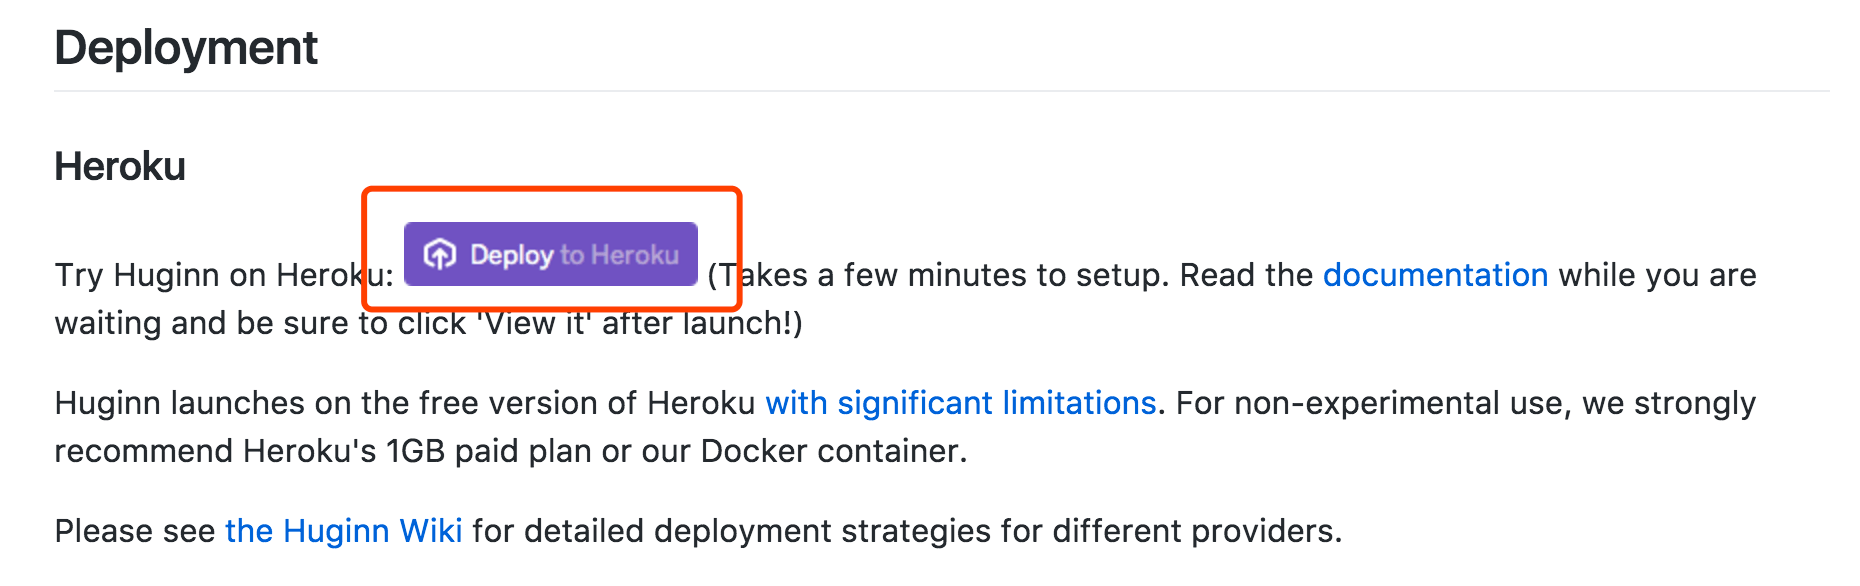 Deployment
Heroku
Try Huginn on Heroku: Deploy to Heroku (Takes a few minutes to setup. Read the documentation while you are
waiting and be sure to click 'View it' after launch!)
Huginn launches on the free version of Heroku with significant limitations. For non-experimental use, we strongly
recommend Heroku's 1GB paid plan or our Docker container.
Please see the Huginn Wiki for detailed deployment strategies for different providers.